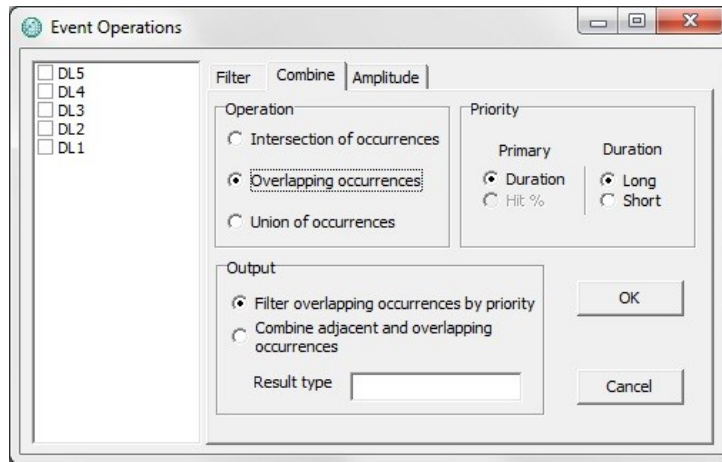 Event Operations
DL5
DL4
DL3
DL2
DL1
Filter Combine Amplitude
Operation
Intersection of occurrences
Overlapping occurrences
Union of occurrences
Priority
Primary Duration
Duration Long
Hit % Short
Output
Filter overlapping occurrences by priority
Combine adjacent and overlapping
occurrences
Result type
OK
Cancel